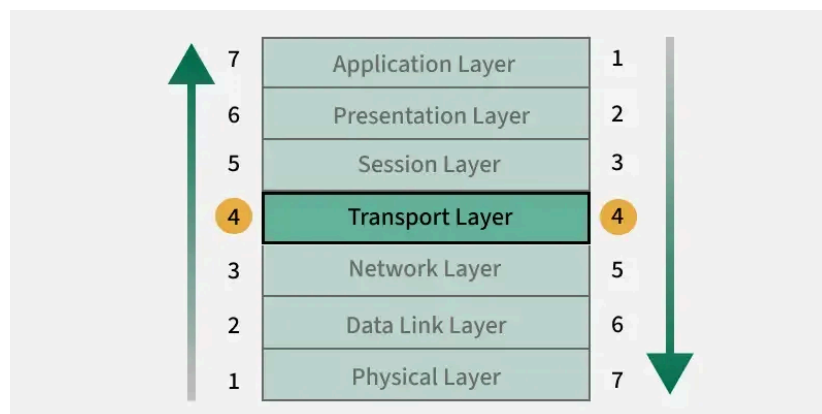 7 Application Layer 1
6 Presentation Layer 2
5 Session Layer 3
4 Transport Layer 4
3 Network Layer 5
2 Data Link Layer 6
1 Physical Layer 7